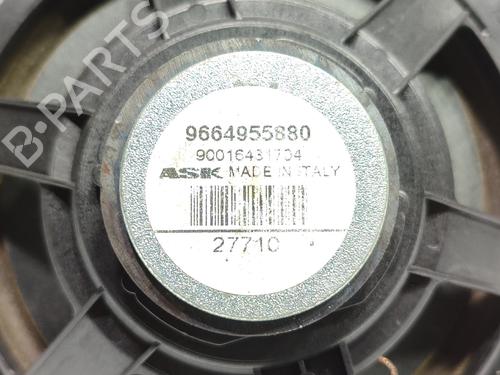 B-PARTS
9664955880
90016431704
ASK MADE IN ITALY
27710